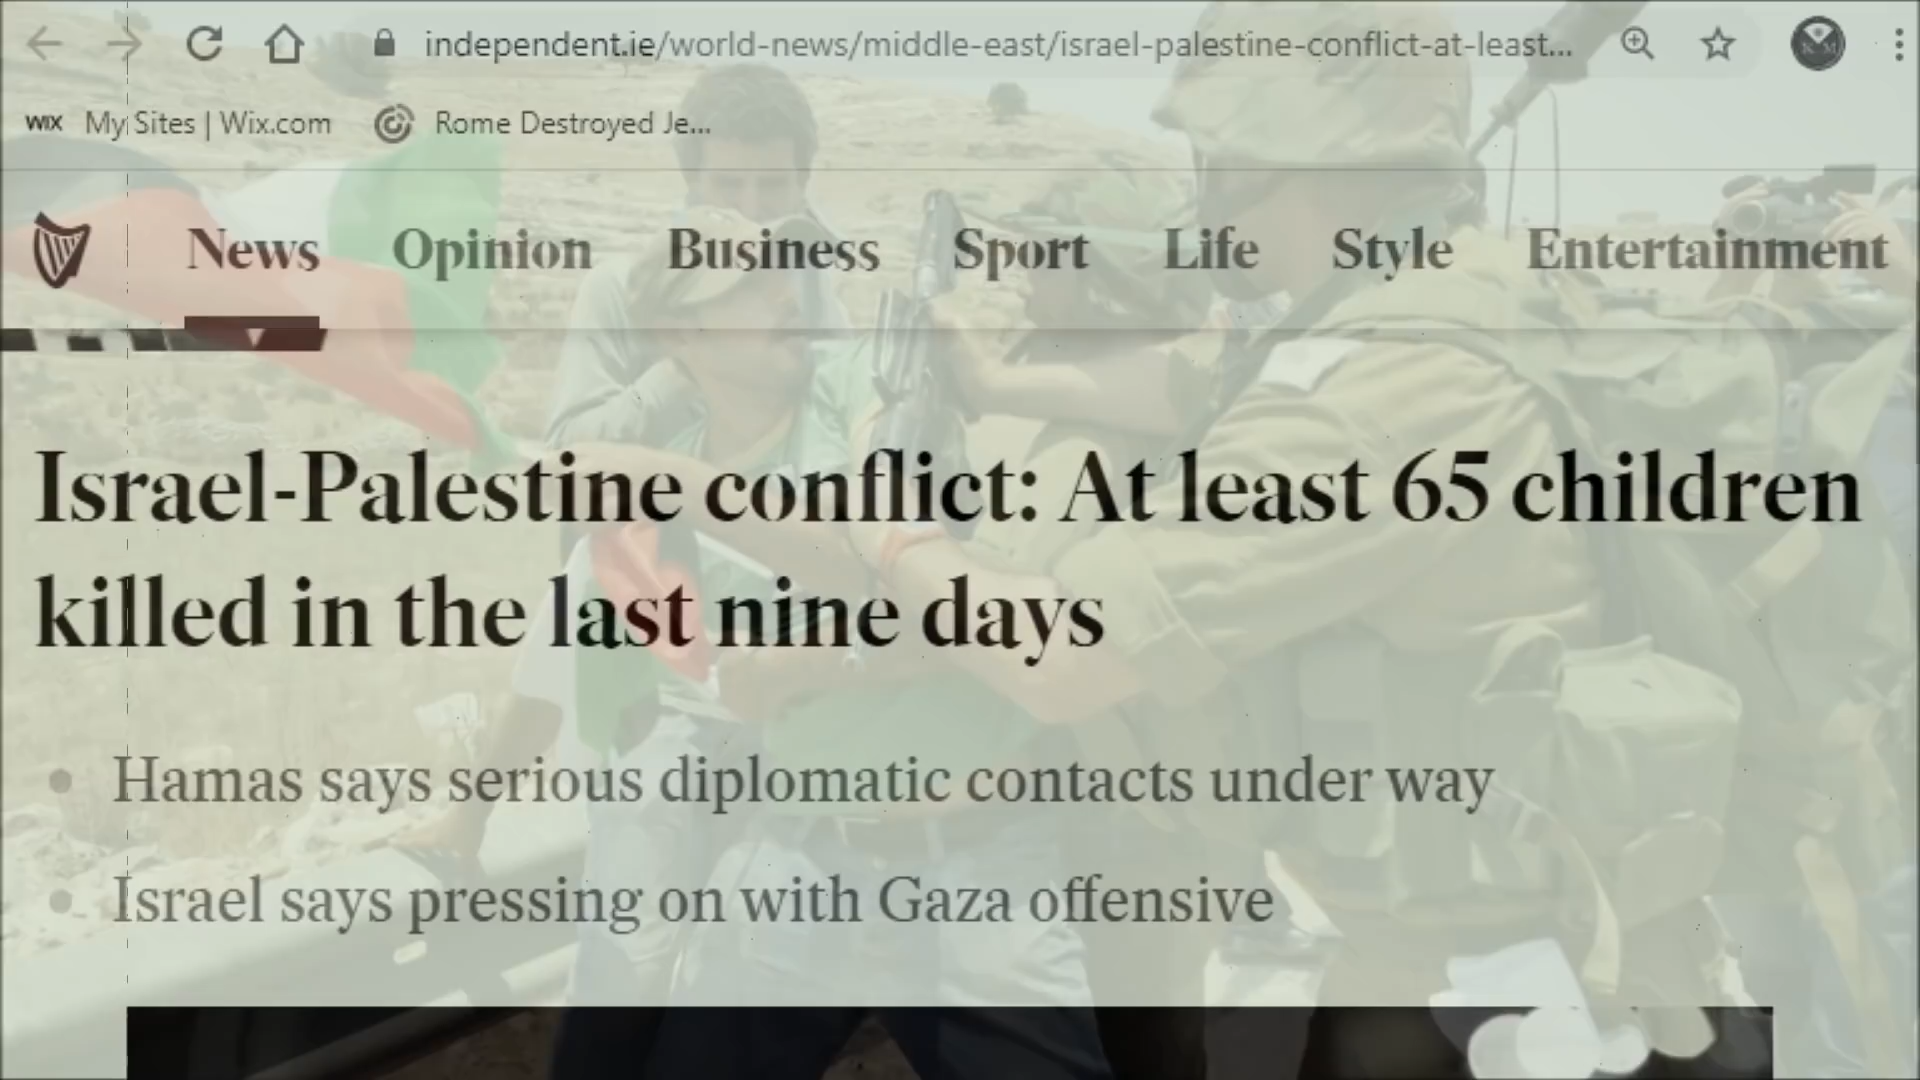 independent.ie/world-news/middle-east/israel-palestine-conflict-at-least...
WIX My Sites | Wix.com Rome Destroyed Je...
News Opinion Business Sport Life Style Entertainment
Israel-Palestine conflict: At least 65 children
killed in the last nine days
• Hamas says serious diplomatic contacts under way
• Israel says pressing on with Gaza offensive